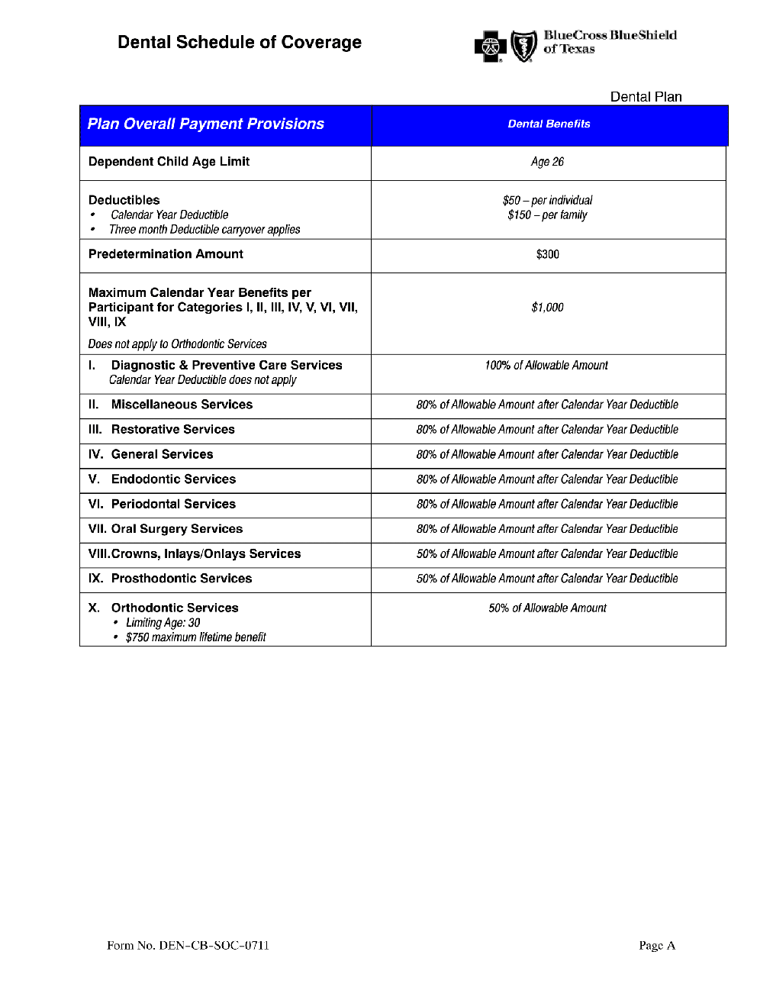 Dental Schedule of Coverage
BlueCross BlueShield
of Texas
Dental Plan
Plan Overall Payment Provisions
Dental Benefits
Dependent Child Age Limit
Age 26
Deductibles
• Calendar Year Deductible
• Three month Deductible carryover applies
$50 – per individual
$150 – per family
Predetermination Amount
$300
Maximum Calendar Year Benefits per
Participant for Categories I, II, III, IV, V, VI, VII,
VIII, IX
Does not apply to Orthodontic Services
$1,000
I. Diagnostic & Preventive Care Services
Calendar Year Deductible does not apply
100% of Allowable Amount
II. Miscellaneous Services
80% of Allowable Amount after Calendar Year Deductible
III. Restorative Services
80% of Allowable Amount after Calendar Year Deductible
IV. General Services
80% of Allowable Amount after Calendar Year Deductible
V. Endodontic Services
80% of Allowable Amount after Calendar Year Deductible
VI. Periodontal Services
80% of Allowable Amount after Calendar Year Deductible
VII. Oral Surgery Services
80% of Allowable Amount after Calendar Year Deductible
VIII.Crowns, Inlays/Onlays Services
50% of Allowable Amount after Calendar Year Deductible
IX. Prosthodontic Services
50% of Allowable Amount after Calendar Year Deductible
X. Orthodontic Services
• Limiting Age: 30
• $750 maximum lifetime benefit
50% of Allowable Amount
Form No. DEN-CB-SOC-0711
Page A